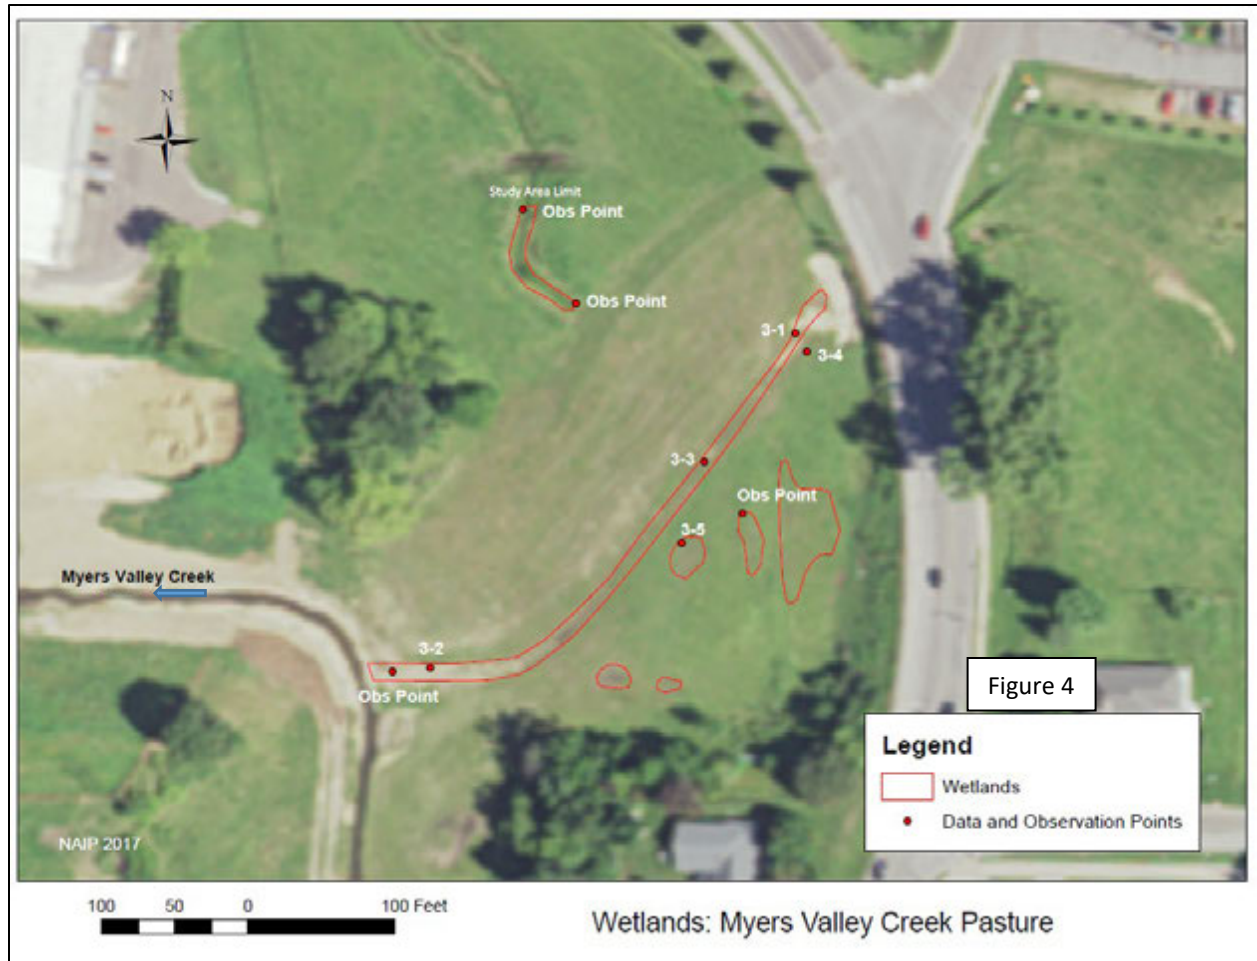 N
Study Area Limit
Obs Point
Obs Point
3-1
3-4
3-3
Obs Point
3-5
Myers Valley Creek
3-2
Obs Point
Figure 4
Legend
Wetlands
Data and Observation Points
NAIP 2017
100 50 0 100 Feet
Wetlands: Myers Valley Creek Pasture